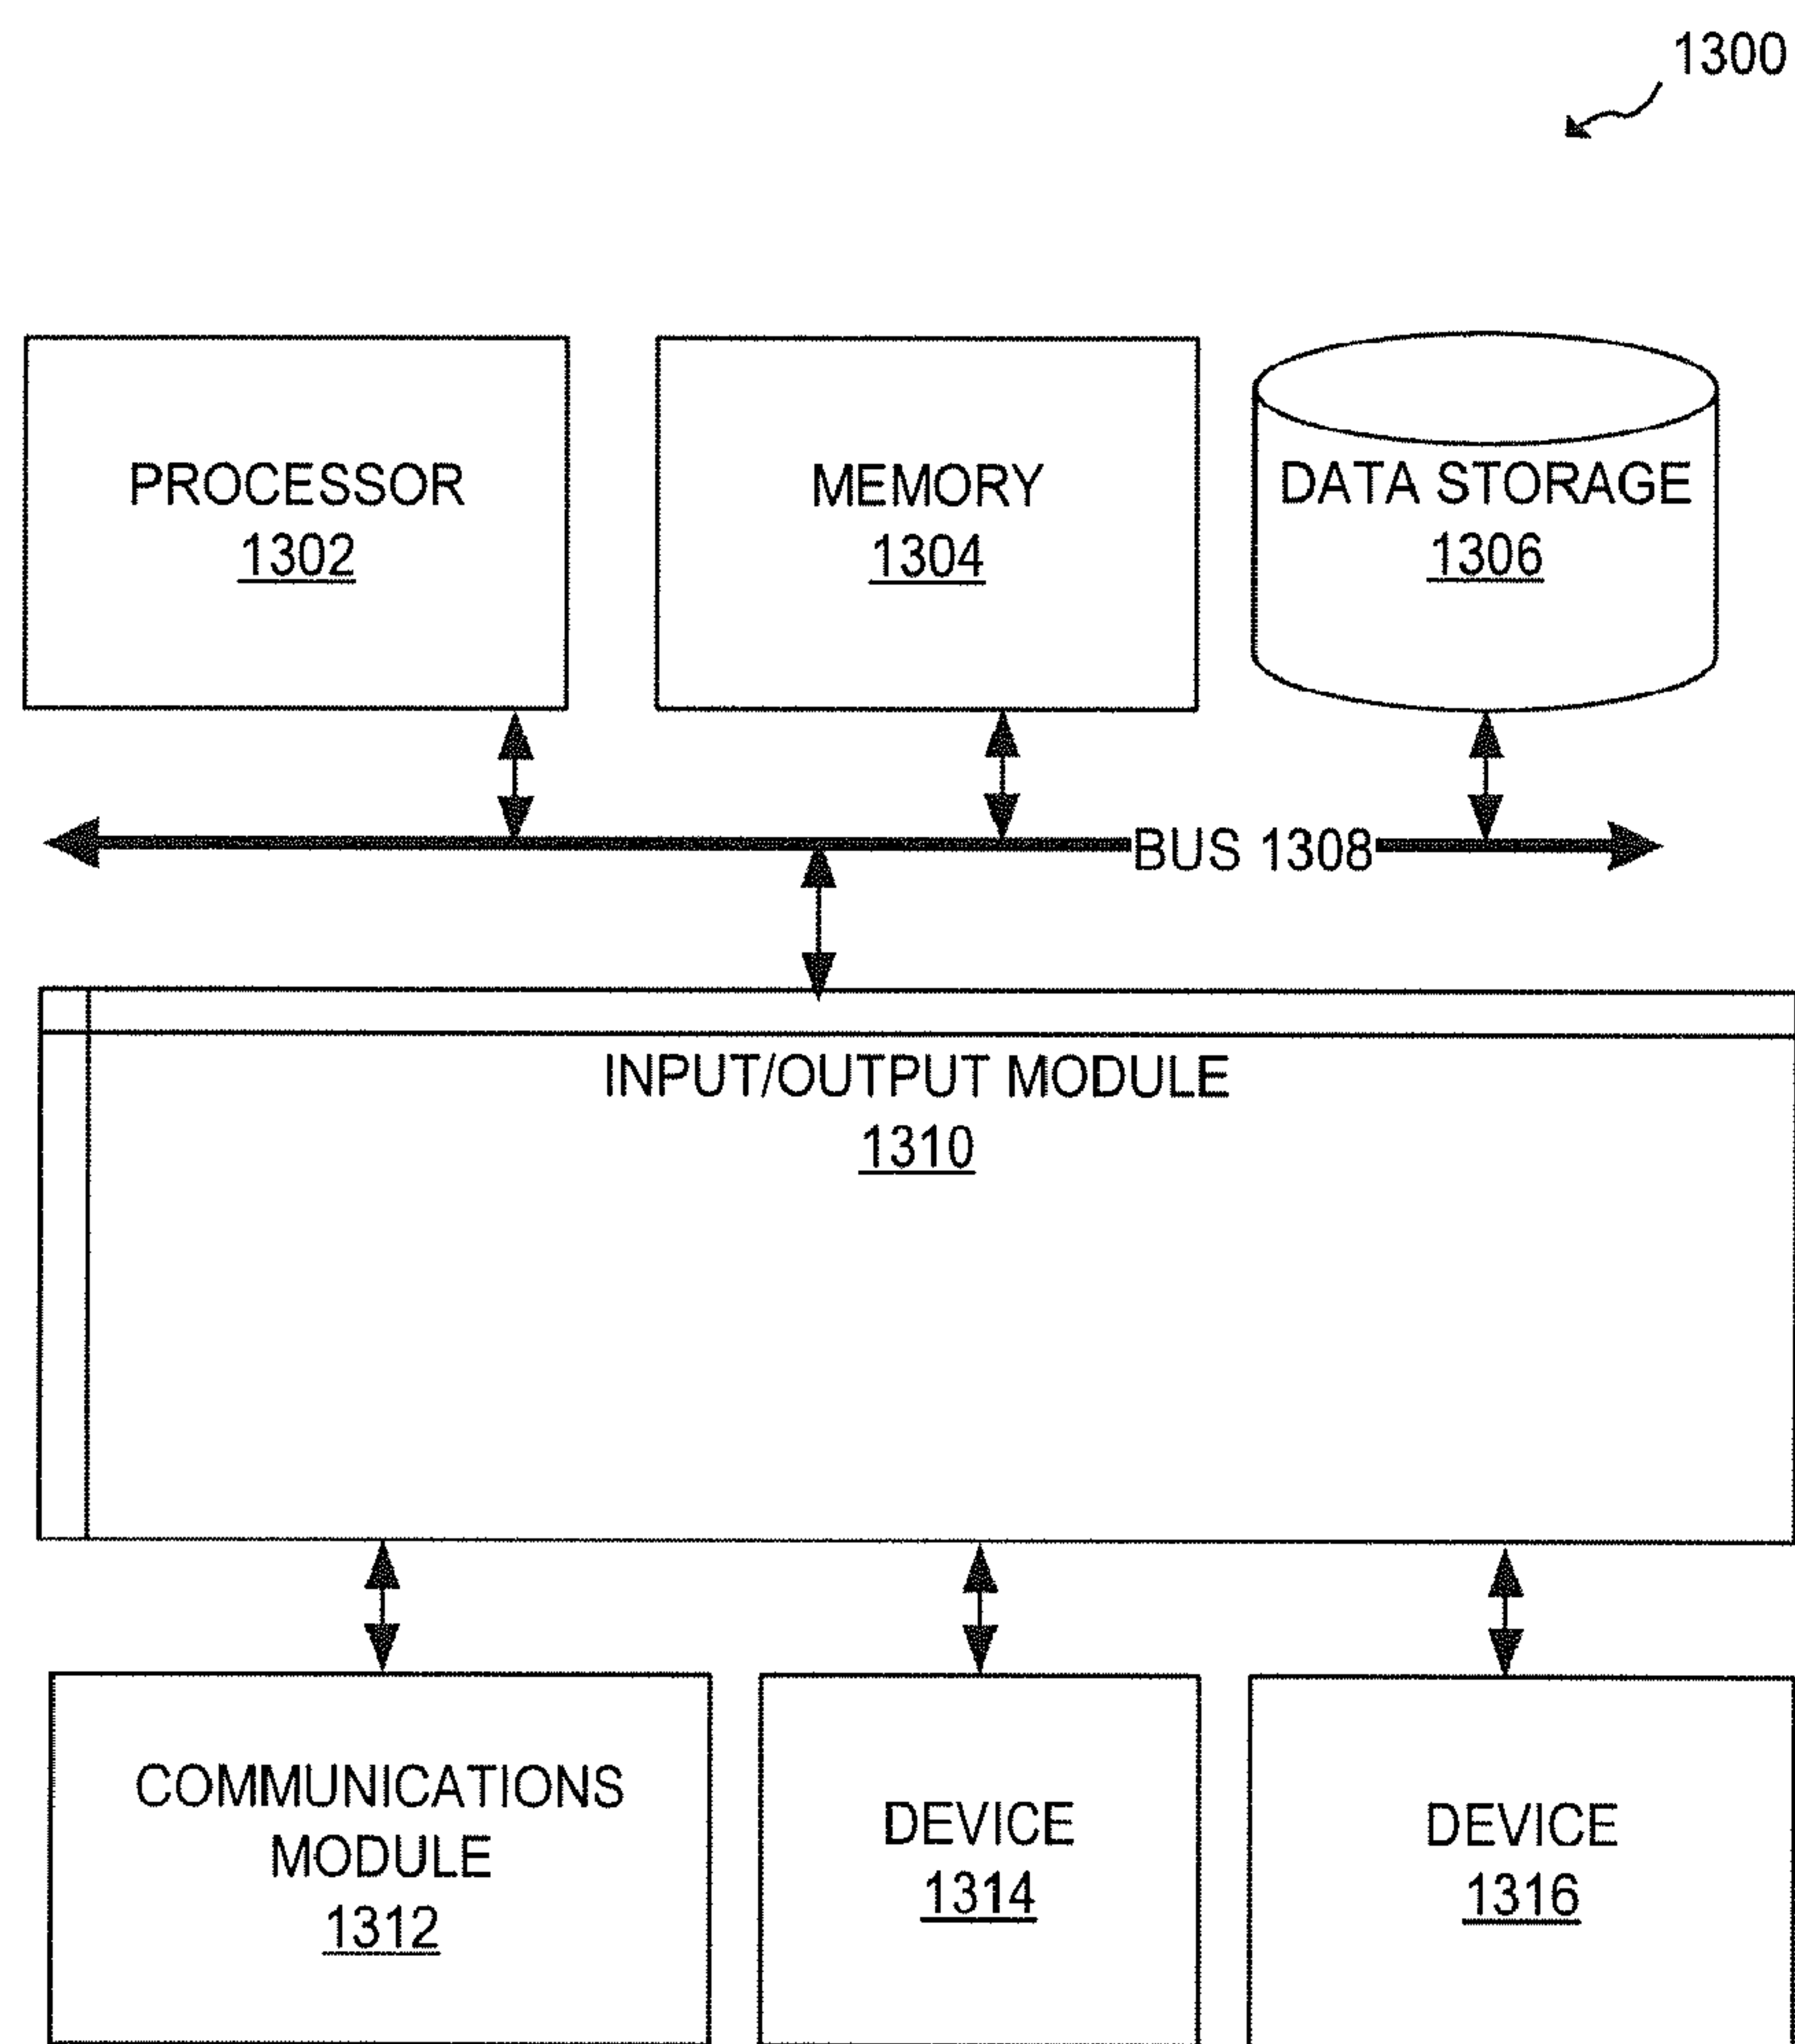 1300
PROCESSOR
1302
MEMORY
1304
DATA STORAGE
1306
BUS 1308
INPUT/OUTPUT MODULE
1310
COMMUNICATIONS
MODULE
1312
DEVICE
1314
DEVICE
1316